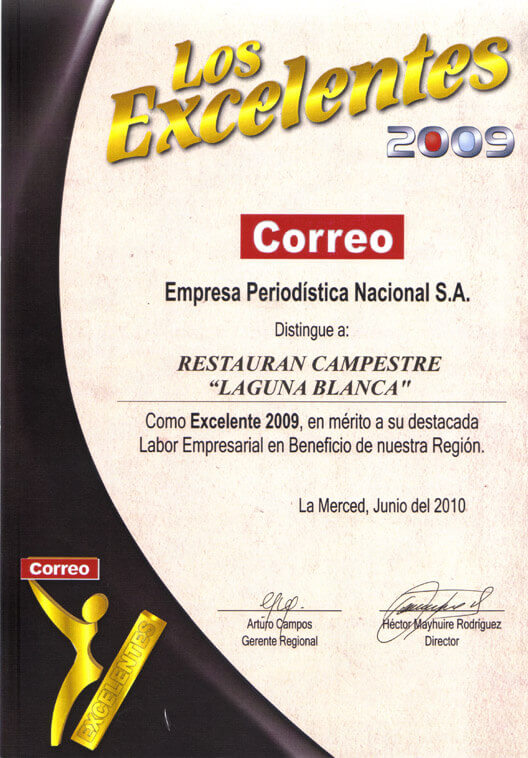 Los
Excelentes
2009
Correo
Empresa Periodística Nacional S.A.
Distingue a:
RESTAURAN CAMPESTRE
“LAGUNA BLANCA"
Como Excelente 2009, en mérito a su destacada
Labor Empresarial en Beneficio de nuestra Región.
La Merced, Junio del 2010
Arturo Campos
Gerente Regional
Héctor Mayhuire Rodríguez
Director
Correo
EXCELENTES